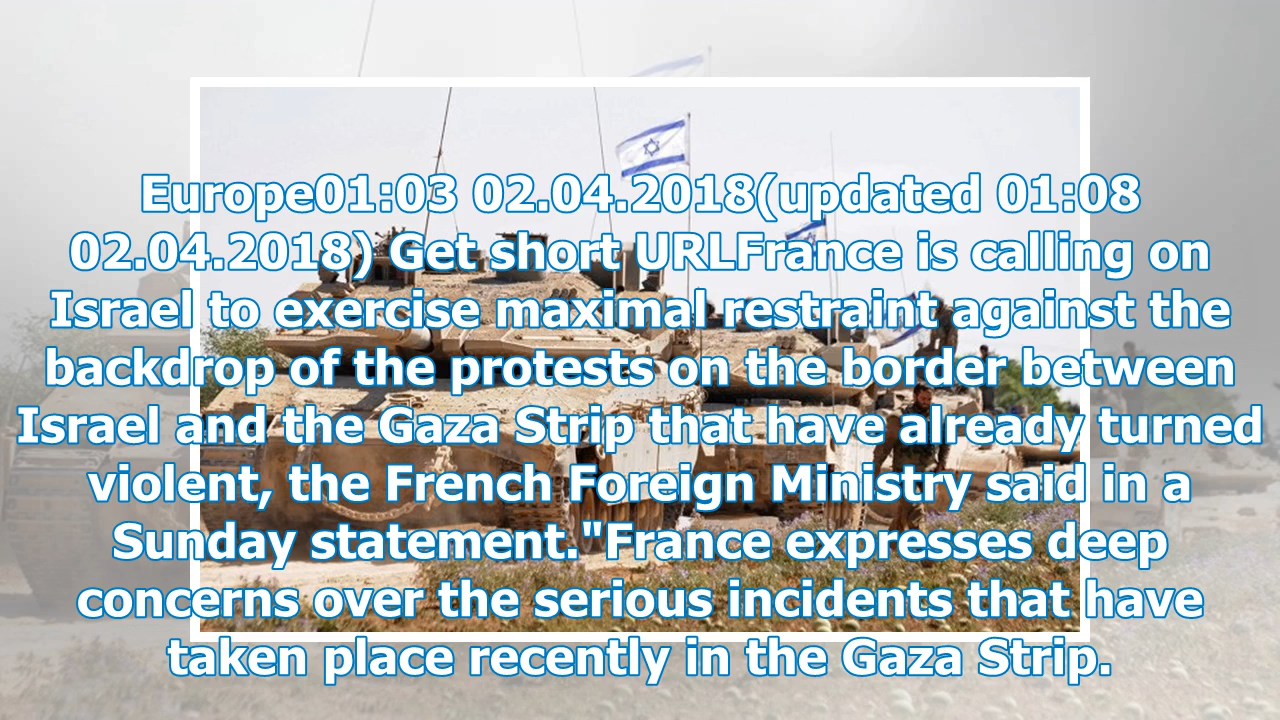 Europe01:03 02.04.2018(updated 01:08
02.04.2018) Get short URLFrance is calling on
Israel to exercise maximal restraint against the
backdrop of the protests on the border between
Israel and the Gaza Strip that have already turned
violent, the French Foreign Ministry said in a
Sunday statement."France expresses deep
concerns over the serious incidents that have
taken place recently in the Gaza Strip.